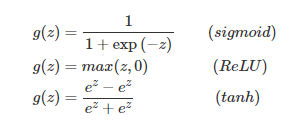 g(z) = 1 / (1 + exp (−z)) (sigmoid)
g(z) = max(z, 0) (ReLU)
g(z) = (e^z − e^z) / (e^z + e^z) (tanh)